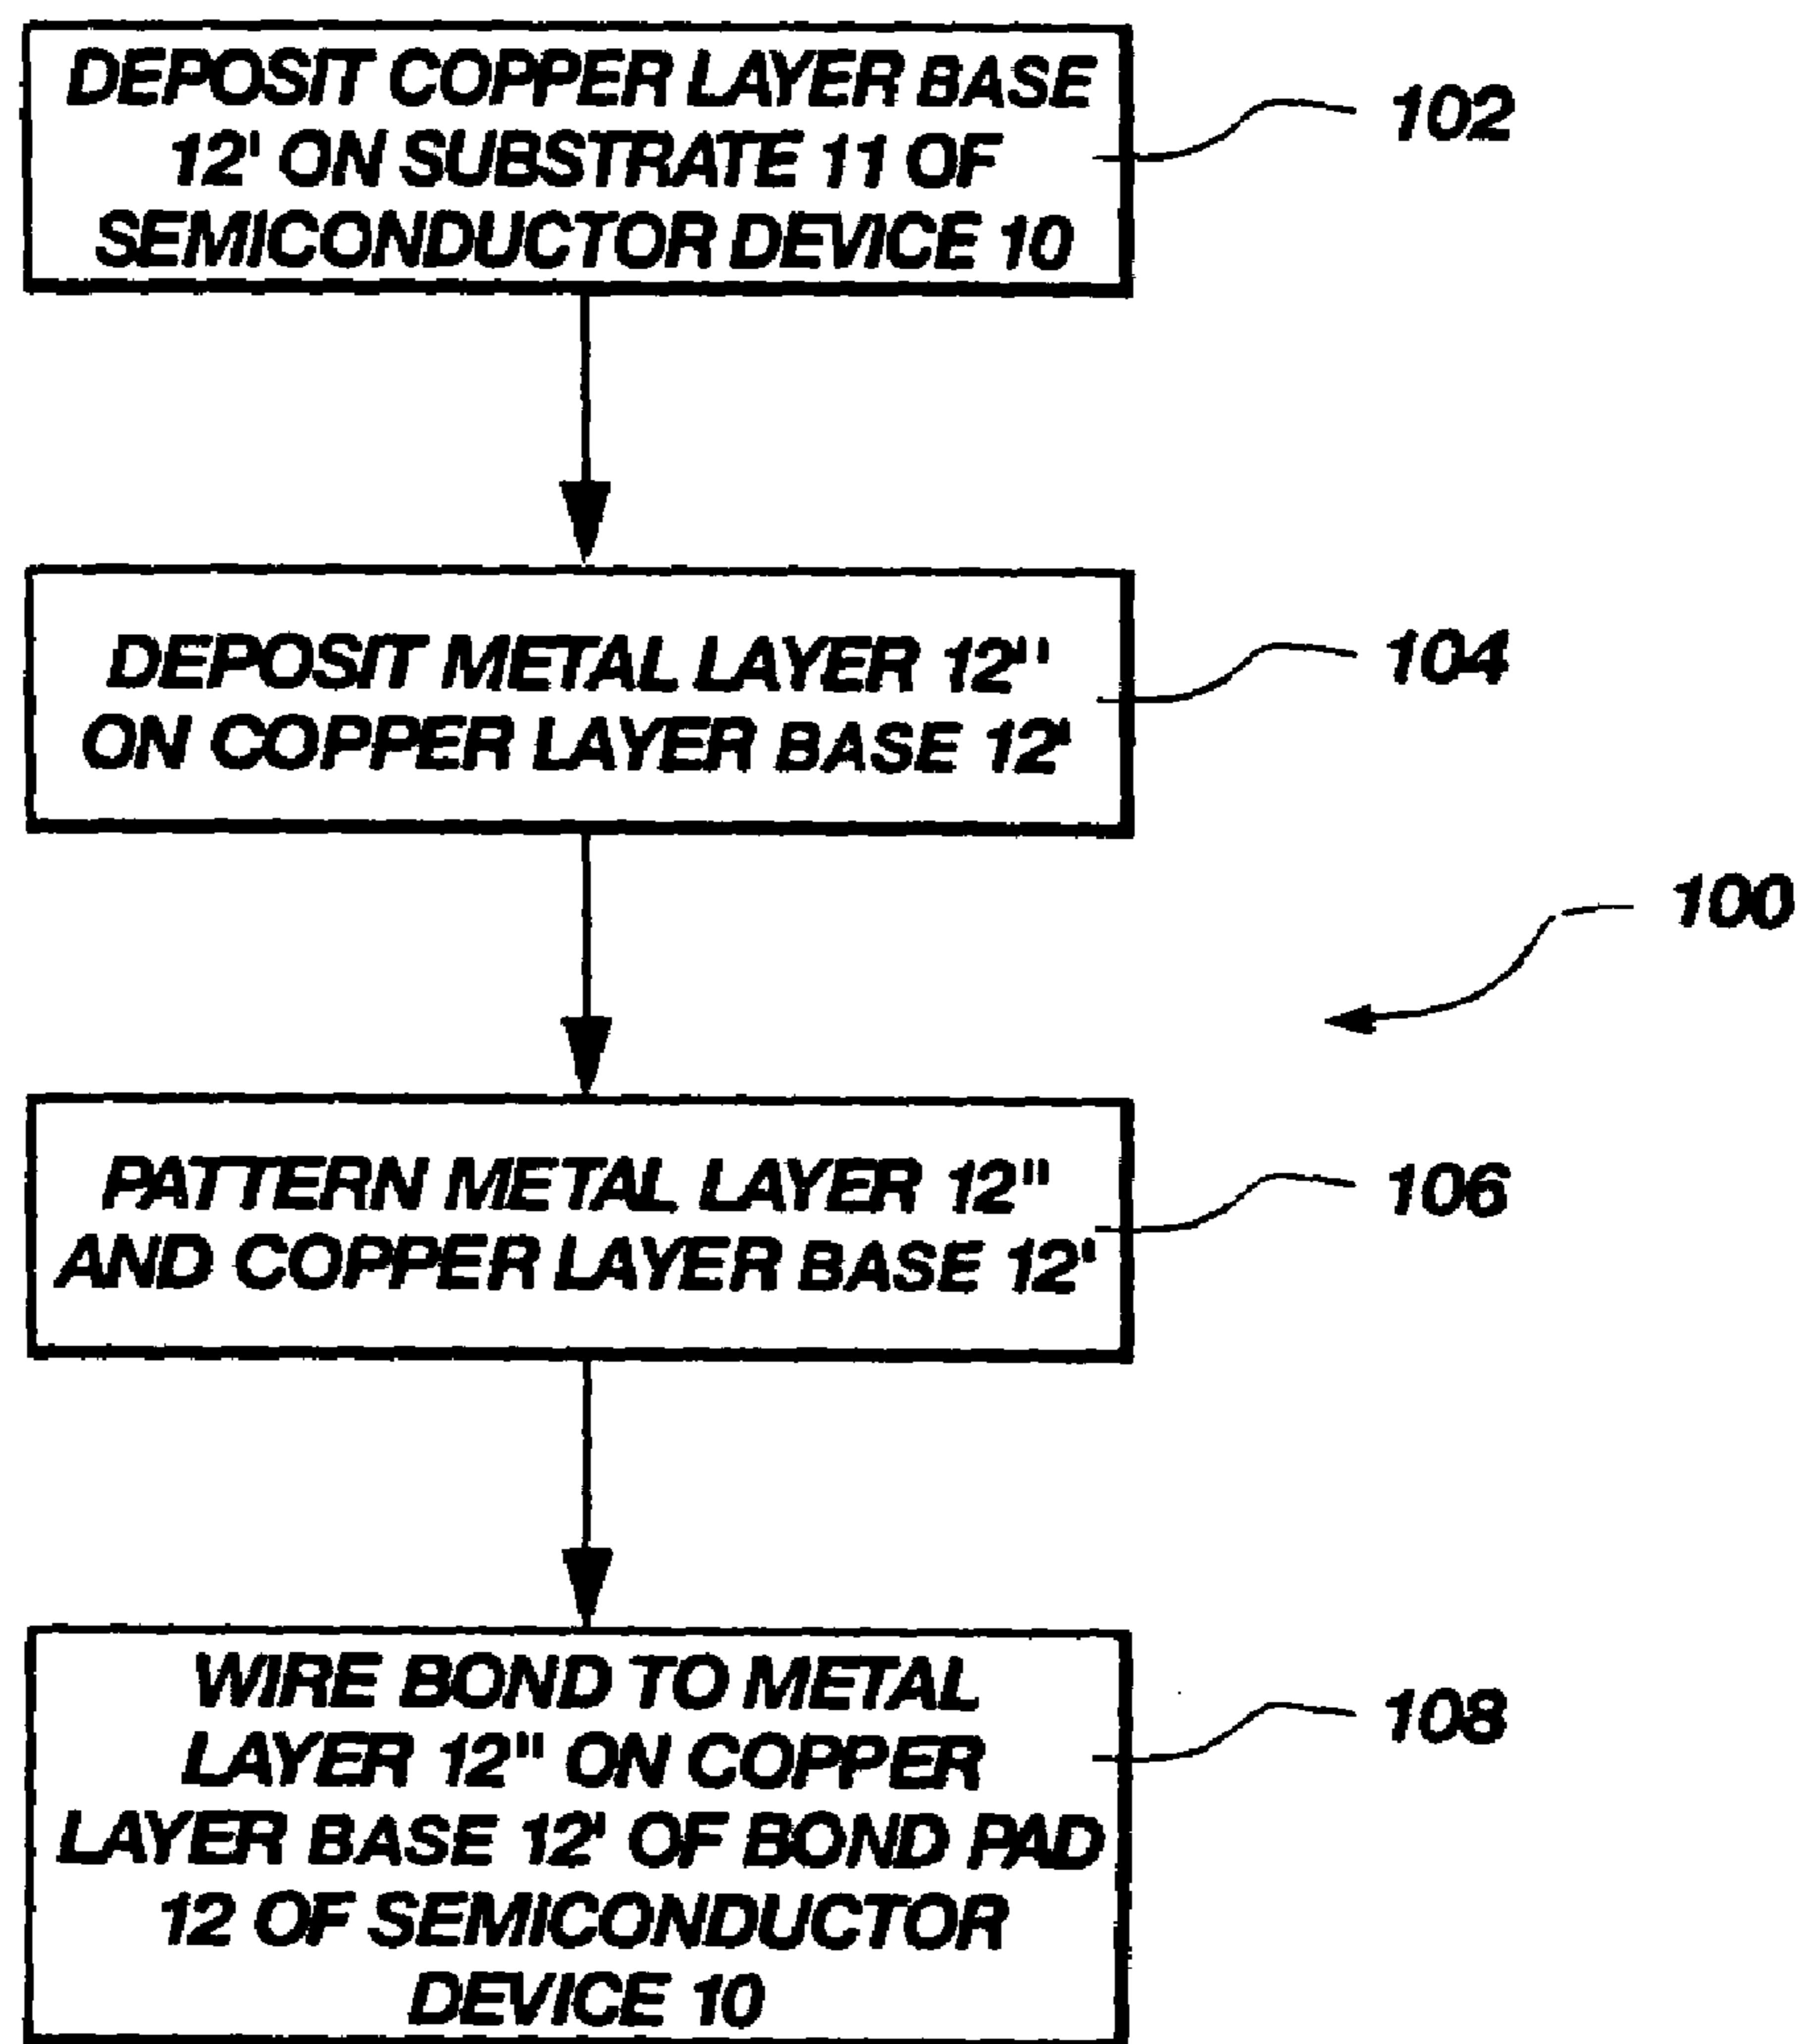 DEPOSIT COPPER LAYER BASE
12' ON SUBSTRATE 11 OF
SEMICONDUCTOR DEVICE 10
102
DEPOSIT METAL LAYER 12"
ON COPPER LAYER BASE 12'
104
100
PATTERN METAL LAYER 12"
AND COPPER LAYER BASE 12'
106
WIRE BOND TO METAL
LAYER 12" ON COPPER
LAYER BASE 12' OF BOND PAD
12 OF SEMICONDUCTOR
DEVICE 10
108